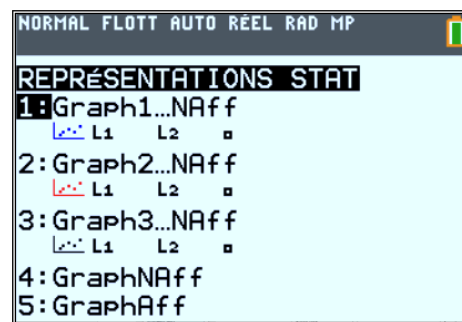 NORMAL FLOTT AUTO RÉEL RAD MP
REPRéSENTATIONS STAT
1:Graph1...NAff
L1 L2
2:Graph2...NAff
L1 L2
3:Graph3...NAff
L1 L2
4:GraphNAff
5:GraphAff